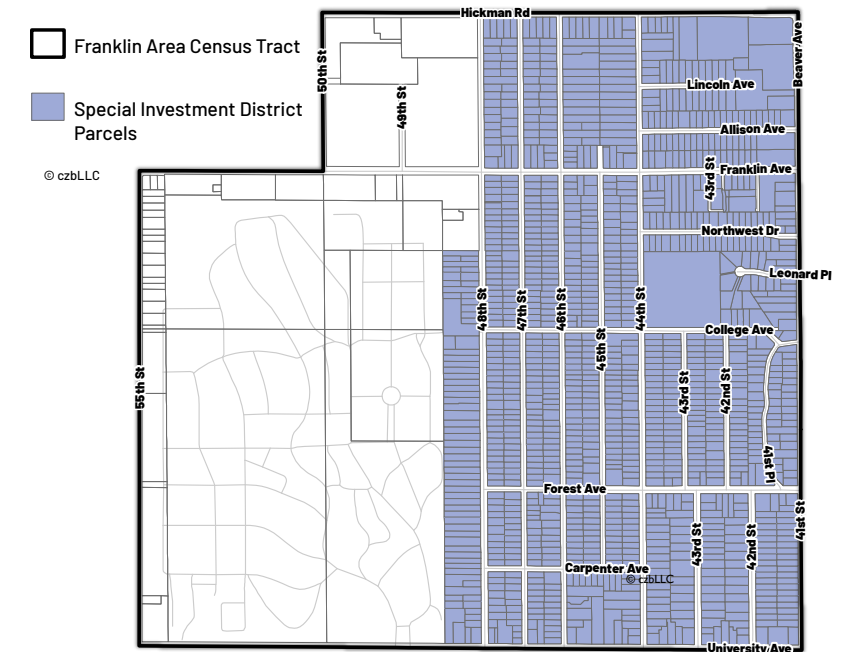 Hickman Rd
Franklin Area Census Tract
50th St
Beaver Ave
Special Investment District
Parcels
49th St
Lincoln Ave
Allison Ave
© czbLLC
43rd St
Franklin Ave
Northwest Dr
Leonard Pl
48th St
47th St
46th St
44th St
45th St
College Ave
55th St
43rd St
42nd St
41st Pl
Forest Ave
41st St
43rd St
42nd St
Carpenter Ave
© czbLLC
University Ave